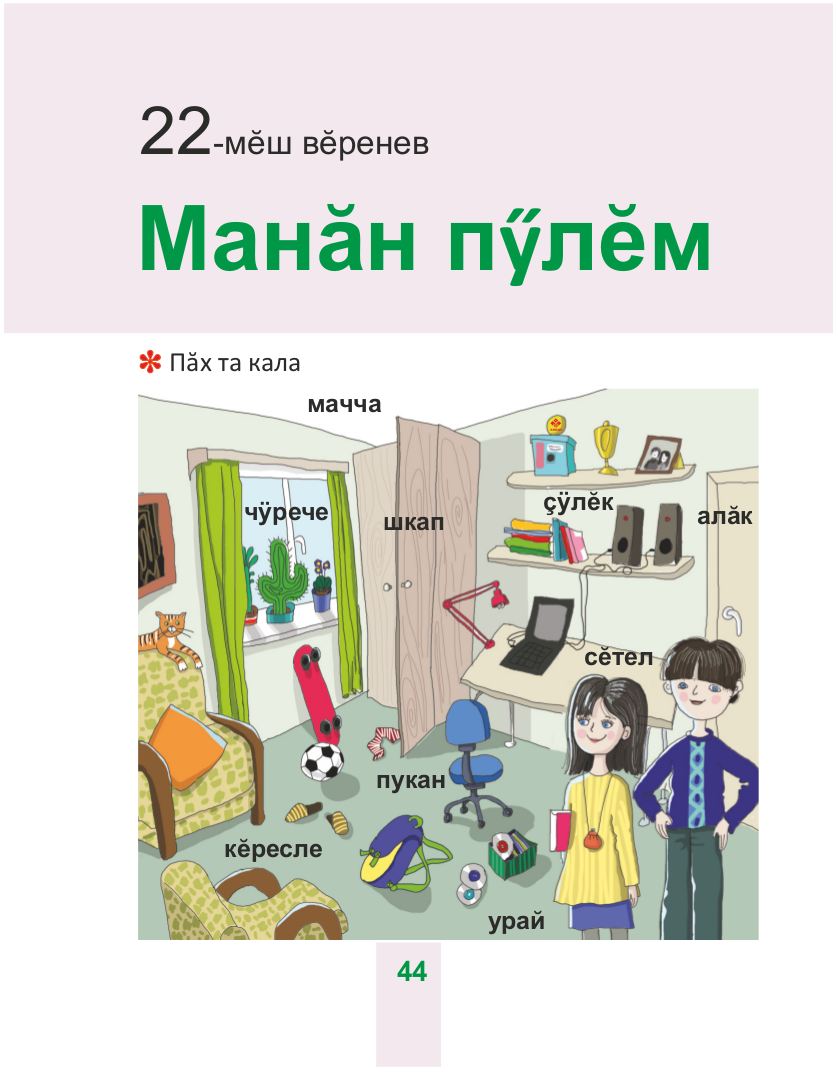 22-мӗш вӗренев
Манӑн пӳлӗм
Пӑх та кала
мачча
чӳрече
шкап
ҫӳлӗк
алӑк
сӗтел
пукан
кӗресле
урай
44